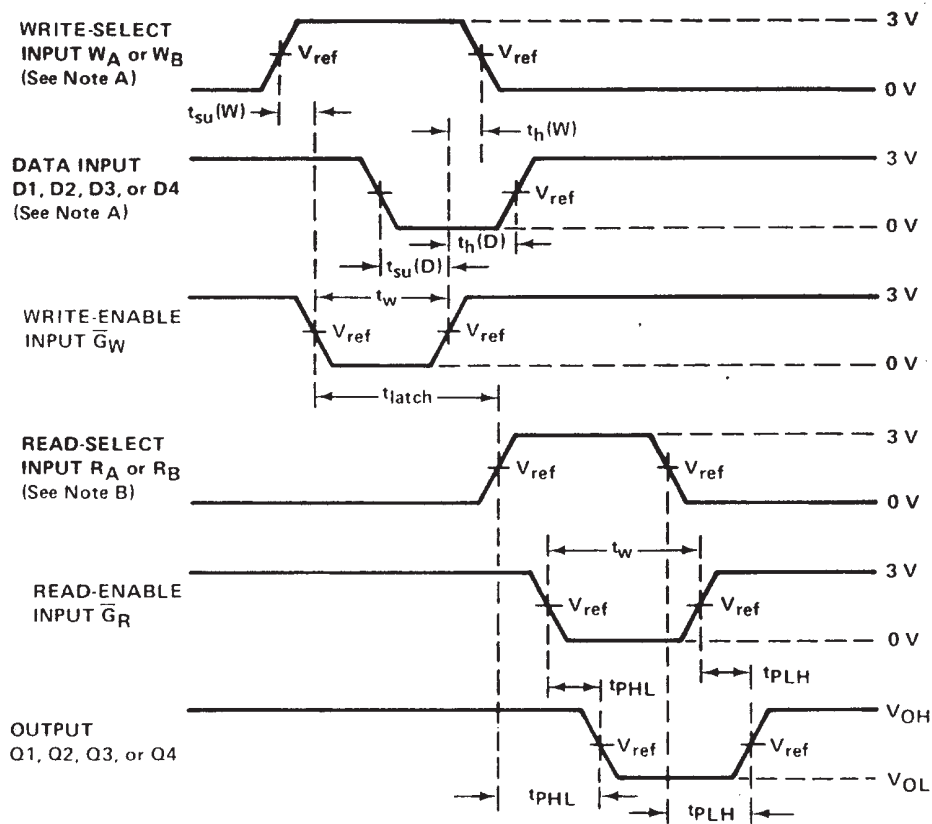 WRITE-SELECT
INPUT WA or WB
(See Note A)
Vref
Vref
3 V
0 V
tsu(W)
th(W)
DATA INPUT
D1, D2, D3, or D4
(See Note A)
Vref
3 V
0 V
th(D)
tsu(D)
WRITE-ENABLE
INPUT G̅W
tw
Vref
Vref
3 V
0 V
tlatch
READ-SELECT
INPUT RA or RB
(See Note B)
Vref
Vref
3 V
0 V
READ-ENABLE
INPUT G̅R
tw
Vref
Vref
3 V
0 V
tPHL
tPLH
OUTPUT
Q1, Q2, Q3, or Q4
Vref
Vref
VOH
VOL
tPHL
tPLH